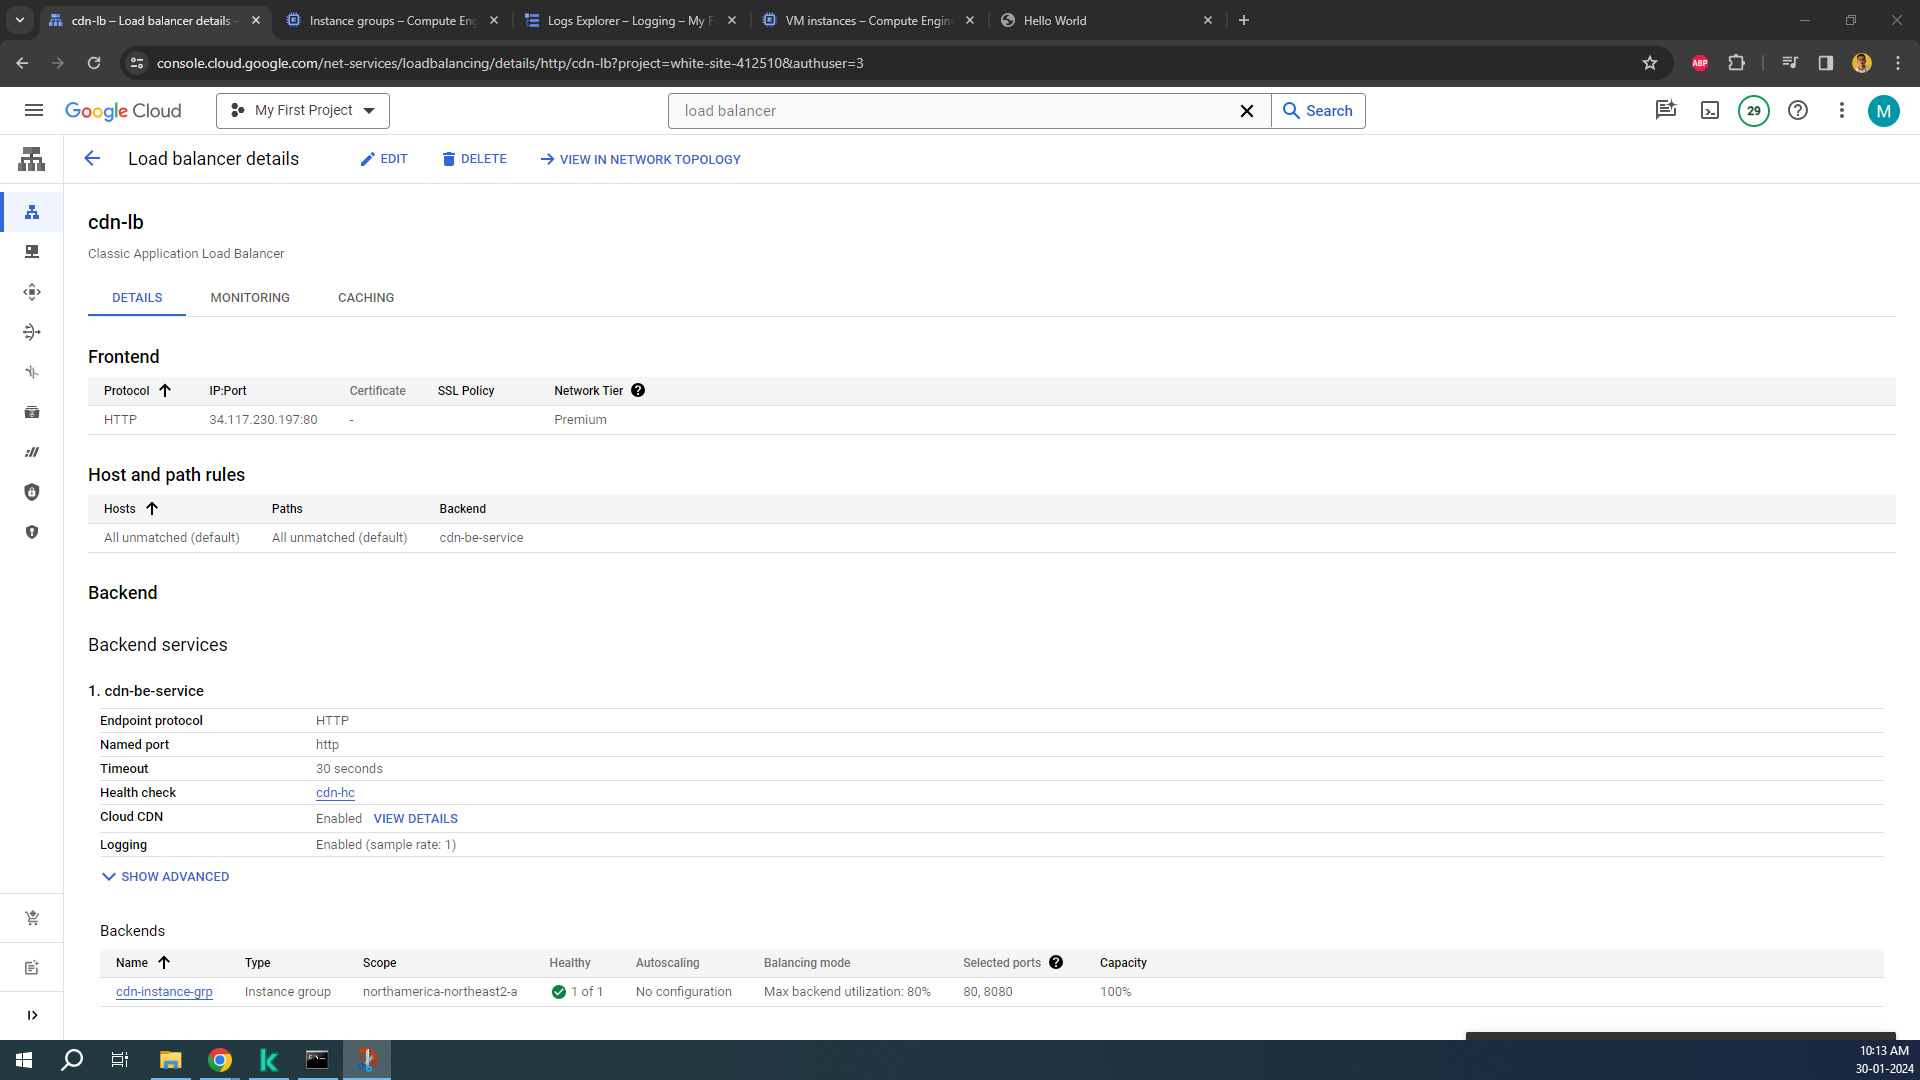 cdn-lb – Load balancer details –
Instance groups – Compute Eng
Logs Explorer – Logging – My F
VM instances – Compute Engin
Hello World
console.cloud.google.com/net-services/loadbalancing/details/http/cdn-lb?project=white-site-412510&authuser=3
ABP
Google Cloud
My First Project
load balancer
Search
29
M
Load balancer details
EDIT
DELETE
VIEW IN NETWORK TOPOLOGY
cdn-lb
Classic Application Load Balancer
DETAILS MONITORING CACHING
Frontend
Protocol IP:Port Certificate SSL Policy Network Tier
HTTP 34.117.230.197:80 - Premium
Host and path rules
Hosts Paths Backend
All unmatched (default) All unmatched (default) cdn-be-service
Backend
Backend services
1. cdn-be-service
Endpoint protocol HTTP
Named port http
Timeout 30 seconds
Health check cdn-hc
Cloud CDN Enabled VIEW DETAILS
Logging Enabled (sample rate: 1)
SHOW ADVANCED
Backends
Name Type Scope Healthy Autoscaling Balancing mode Selected ports Capacity
cdn-instance-grp Instance group northamerica-northeast2-a 1 of 1 No configuration Max backend utilization: 80% 80, 8080 100%
10:13 AM
30-01-2024